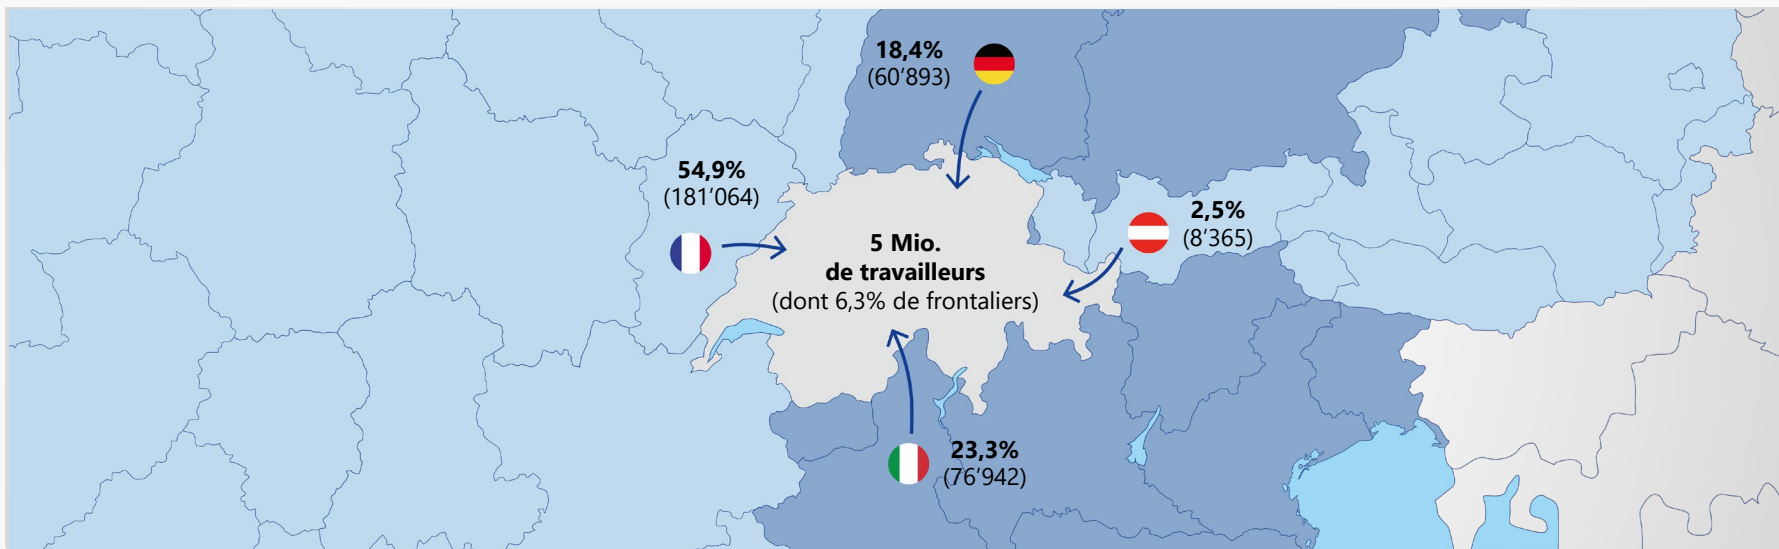 18,4%
(60’893)
54,9%
(181’064)
2,5%
(8’365)
5 Mio.
de travailleurs
(dont 6,3% de frontaliers)
23,3%
(76’942)